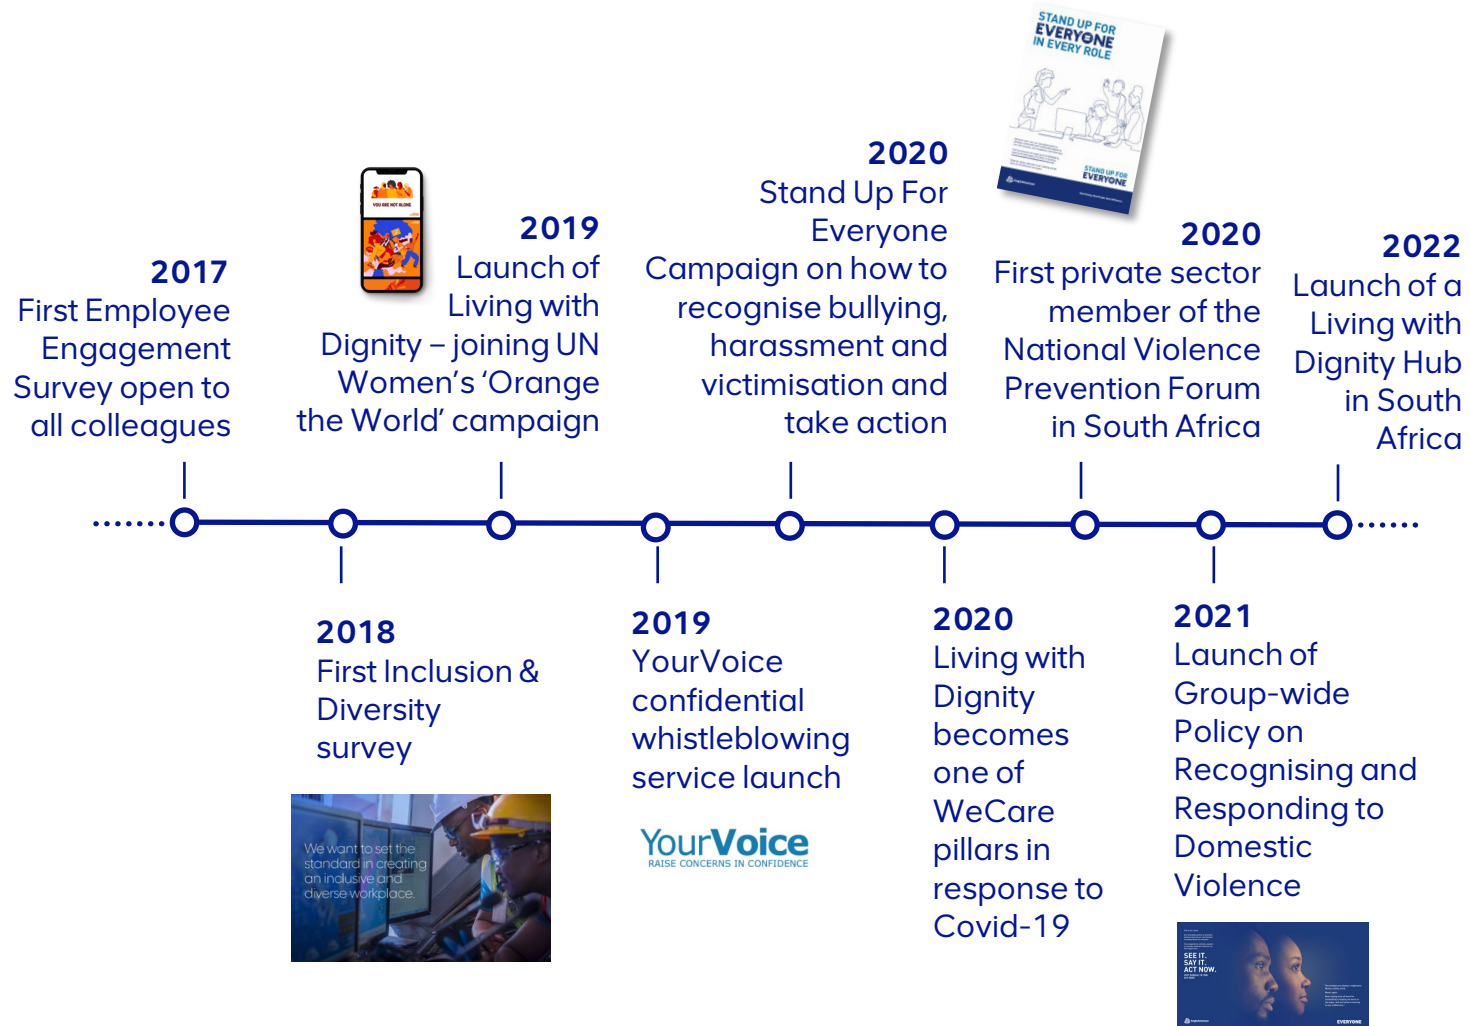 2017
First Employee
Engagement
Survey open to
all colleagues
YOU ARE NOT ALONE
2019
Launch of
Living with
Dignity – joining UN
Women’s ‘Orange
the World’ campaign
2020
Stand Up For
Everyone
Campaign on how to
recognise bullying,
harassment and
victimisation and
take action
STAND UP FOR
EVERYONE
IN EVERY ROLE
STAND UP FOR
EVERYONE
AngloAmerican
2020
First private sector
member of the
National Violence
Prevention Forum
in South Africa
2022
Launch of a
Living with
Dignity Hub
in South
Africa
2018
First Inclusion &
Diversity
survey
We want to set the
standard in creating
an inclusive and
diverse workplace.
2019
YourVoice
confidential
whistleblowing
service launch
YourVoice
RAISE CONCERNS IN CONFIDENCE
2020
Living with
Dignity
becomes
one of
WeCare
pillars in
response to
Covid-19
2021
Launch of
Group-wide
Policy on
Recognising and
Responding to
Domestic
Violence
SEE IT.
SAY IT.
ACT NOW.
AngloAmerican
EVERYONE